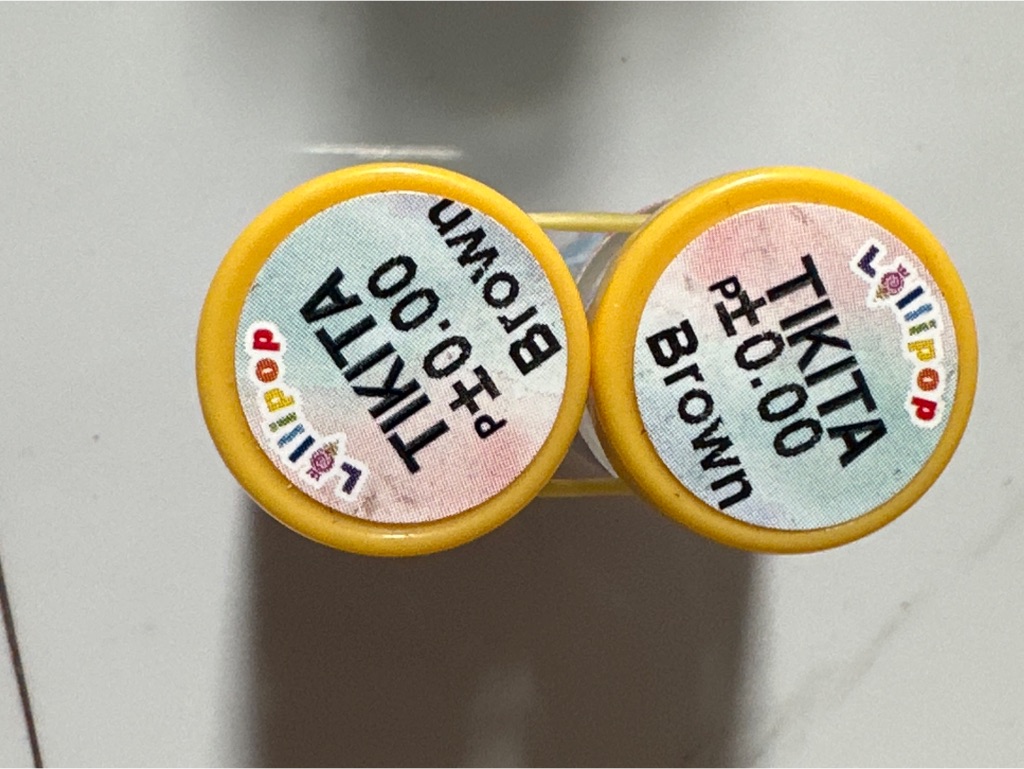 Lollipop
TIKITA
P±0.00
Brown
Lollipop
TIKITA
P±0.00
Brown